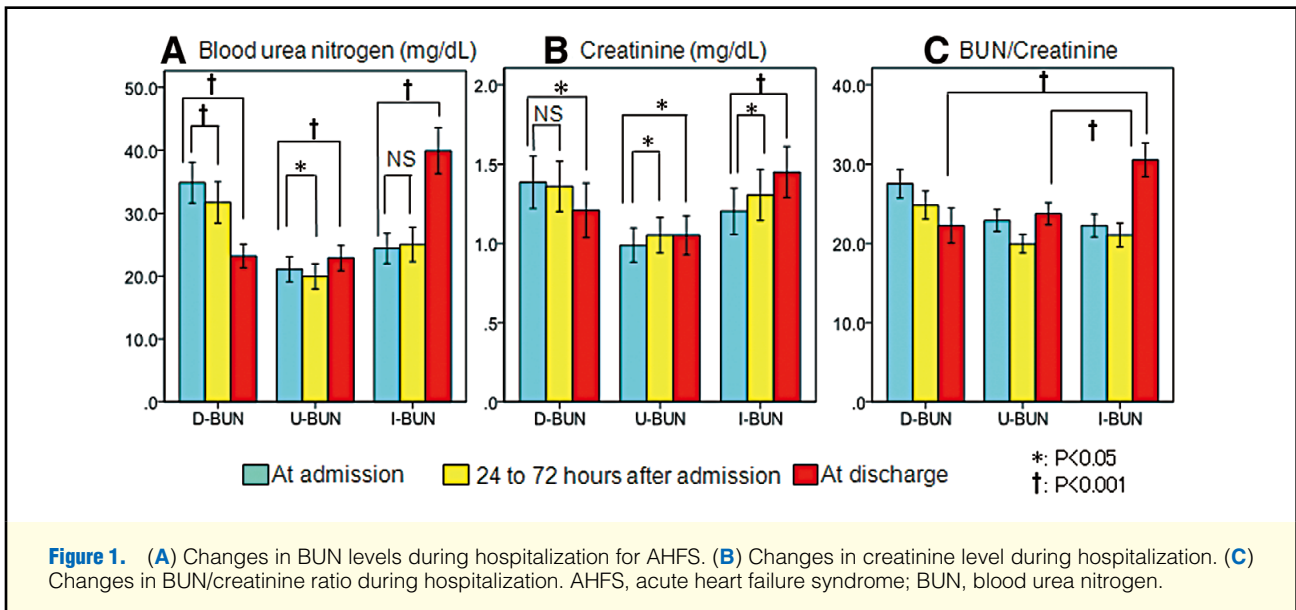 A Blood urea nitrogen (mg/dL)
50.0
40.0
30.0
20.0
10.0
.0
†
†
*
†
NS
†
D-BUN U-BUN I-BUN
B Creatinine (mg/dL)
2.0
1.5
1.0
.5
.0
*
NS
*
*
†
*
D-BUN U-BUN I-BUN
C BUN/Creatinine
40.0
30.0
20.0
10.0
.0
†
†
D-BUN U-BUN I-BUN
At admission 24 to 72 hours after admission At discharge
*: P<0.05
†: P<0.001
Figure 1. (A) Changes in BUN levels during hospitalization for AHFS. (B) Changes in creatinine level during hospitalization. (C)
Changes in BUN/creatinine ratio during hospitalization. AHFS, acute heart failure syndrome; BUN, blood urea nitrogen.